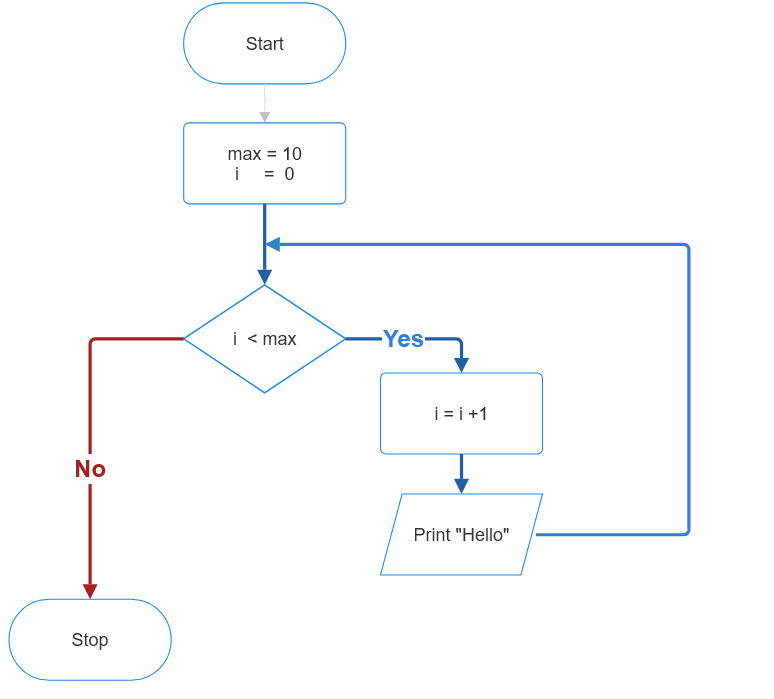 Start
max = 10
i = 0
i < max
Yes
i = i +1
No
Print "Hello"
Stop